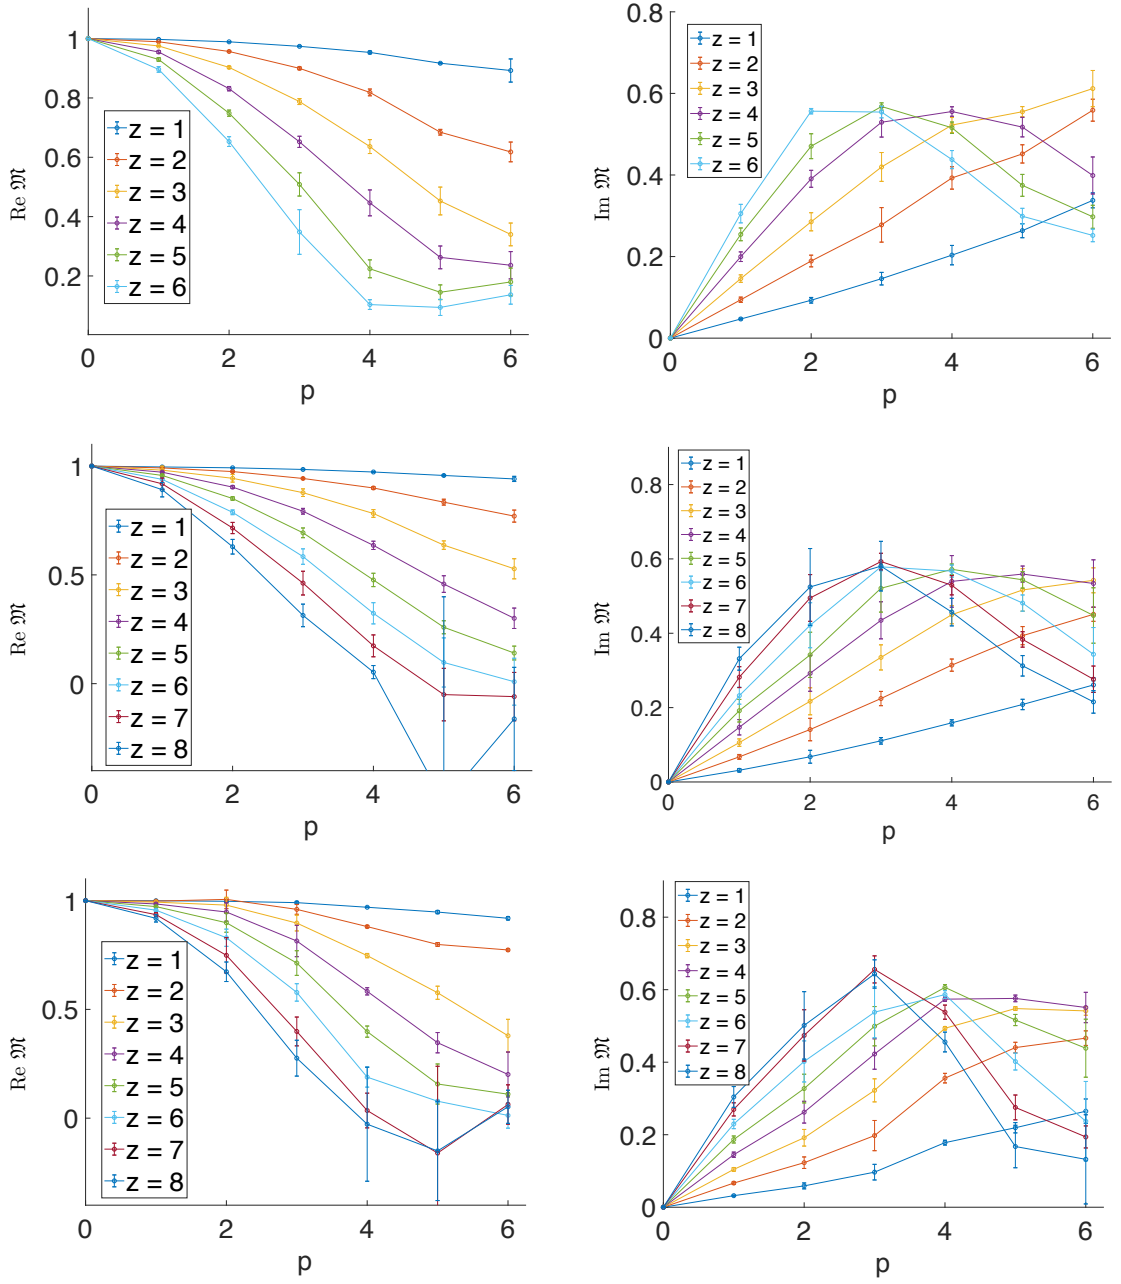 1
0.8
0.6
0.4
0.2
Re 𝔐
z = 1
z = 2
z = 3
z = 4
z = 5
z = 6
0 2 4 6
p
0.8
0.6
0.4
0.2
0
Im 𝔐
z = 1
z = 2
z = 3
z = 4
z = 5
z = 6
0 2 4 6
p
1
0.5
0
Re 𝔐
z = 1
z = 2
z = 3
z = 4
z = 5
z = 6
z = 7
z = 8
0 2 4 6
p
0.8
0.6
0.4
0.2
0
Im 𝔐
z = 1
z = 2
z = 3
z = 4
z = 5
z = 6
z = 7
z = 8
0 2 4 6
p
1
0.5
0
Re 𝔐
z = 1
z = 2
z = 3
z = 4
z = 5
z = 6
z = 7
z = 8
0 2 4 6
p
0.8
0.6
0.4
0.2
0
Im 𝔐
z = 1
z = 2
z = 3
z = 4
z = 5
z = 6
z = 7
z = 8
0 2 4 6
p